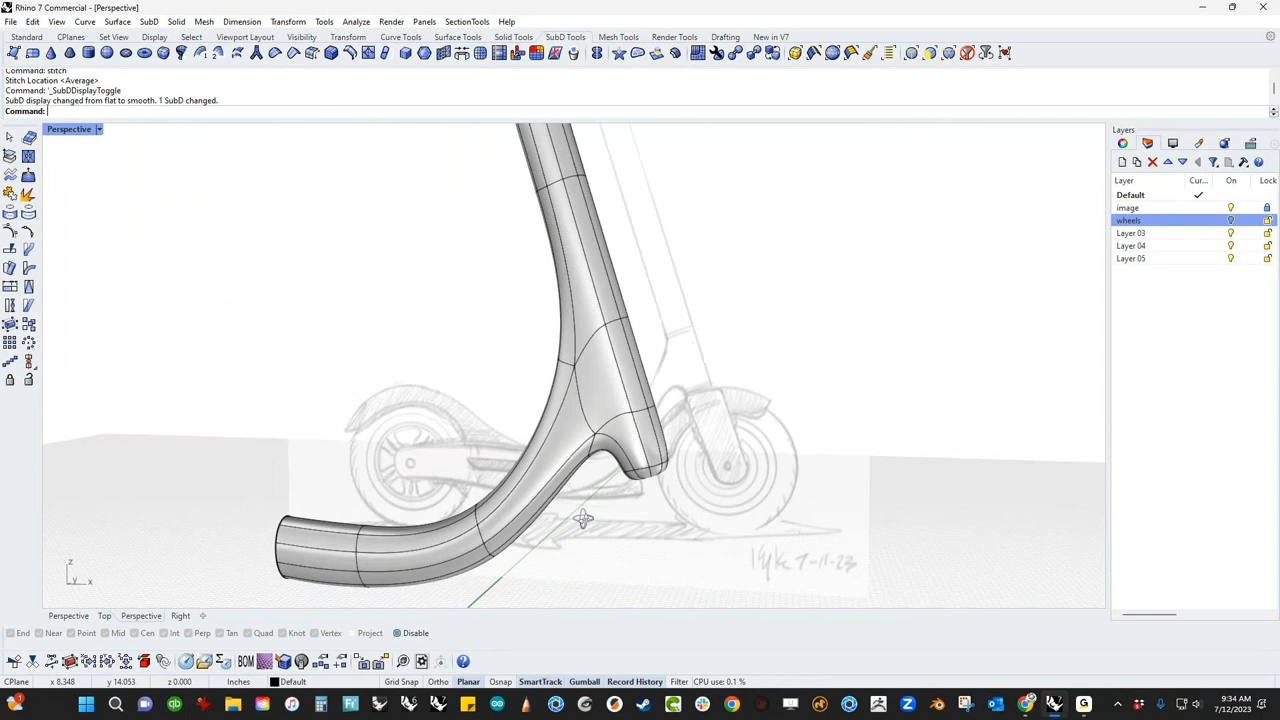 Rhino 7 Commercial - [Perspective]
File Edit View Curve Surface SubD Solid Mesh Dimension Transform Tools Analyze Render Panels SectionTools Help
Standard CPlanes Set View Display Select Viewport Layout Visibility Transform Curve Tools Surface Tools Solid Tools SubD Tools Mesh Tools Render Tools Drafting New in V7
Command: stitch
Stitch Location <Average>
Command: '_SubDDisplayToggle
SubD display changed from flat to smooth. 1 SubD changed.
Command:
Perspective
Layers
Layer Cur... On Lock
Default
image
wheels
Layer 03
Layer 04
Layer 05
7-11-23
z
y x
Perspective Top Perspective Right
End Near Point Mid Cen Int Perp Tan Quad Knot Vertex Project Disable
BOM
CPlane x 8.348 y 14.053 z 0.000 Inches Default Grid Snap Ortho Planar Osnap SmartTrack Gumball Record History Filter CPU use: 0.1 %
9:34 AM
7/12/2023